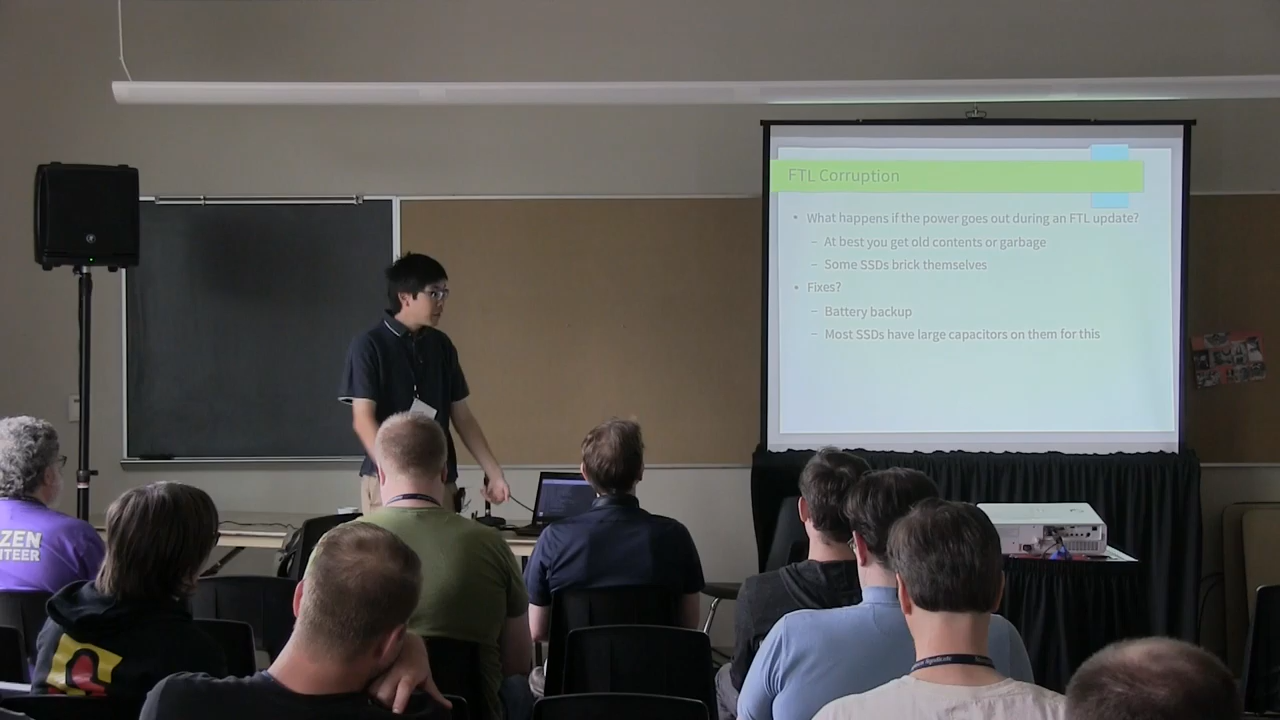 FTL Corruption
• What happens if the power goes out during an FTL update?
– At best you get old contents or garbage
– Some SSDs brick themselves
• Fixes?
– Battery backup
– Most SSDs have large capacitors on them for this
ZEN
NTEER